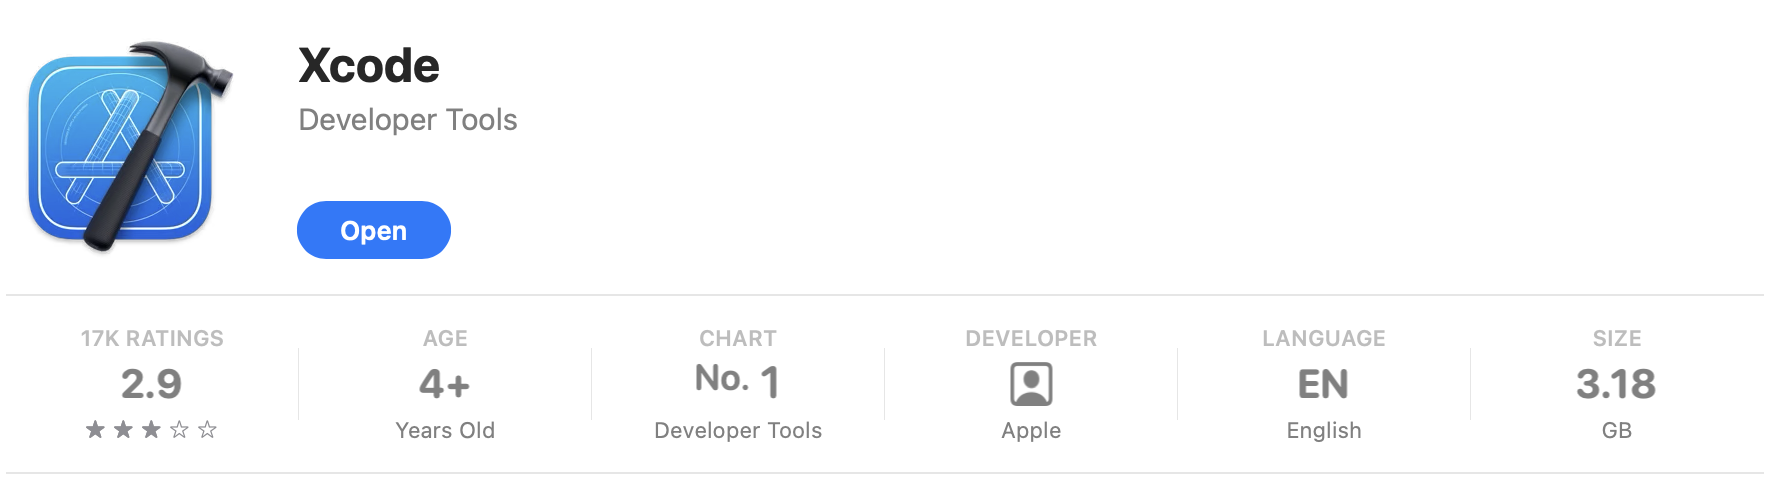 Xcode
Developer Tools
Open
17K RATINGS
2.9
AGE
4+
Years Old
CHART
No. 1
Developer Tools
DEVELOPER
Apple
LANGUAGE
EN
English
SIZE
3.18
GB